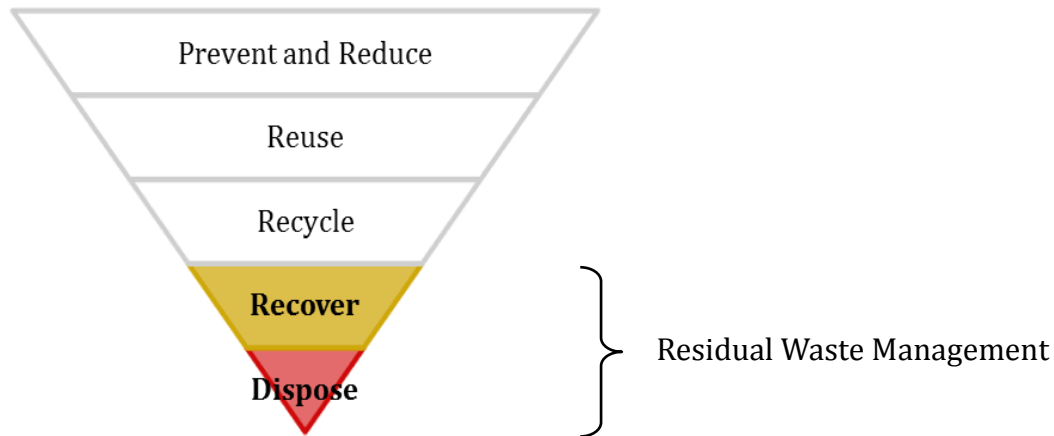 Prevent and Reduce
Reuse
Recycle
Recover
Dispose
Residual Waste Management